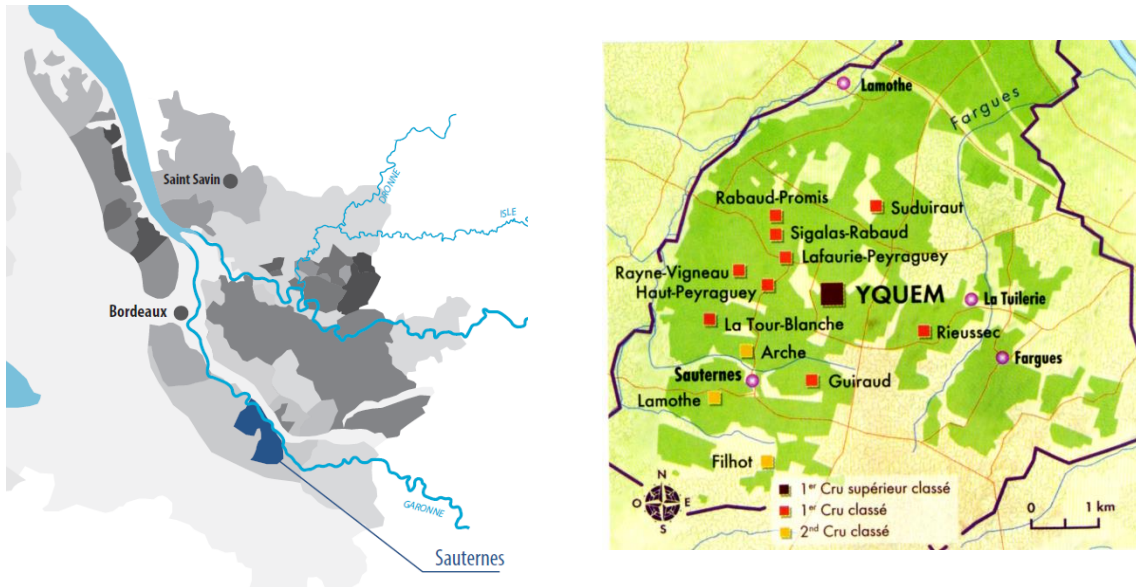 Saint Savin
DRONNE
ISLE
Bordeaux
GARONNE
Sauternes
Lamothe
Fargues
Rabaud-Promis
Suduiraut
Sigalas-Rabaud
Lafaurie-Peyraguey
Rayne-Vigneau
Haut-Peyraguey
YQUEM
La Tuilerie
La Tour-Blanche
Rieussec
Arche
Fargues
Sauternes
Guiraud
Lamothe
Filhot
N
O
E
S
1er Cru supérieur classé
1er Cru classé
2nd Cru classé
0
1 km